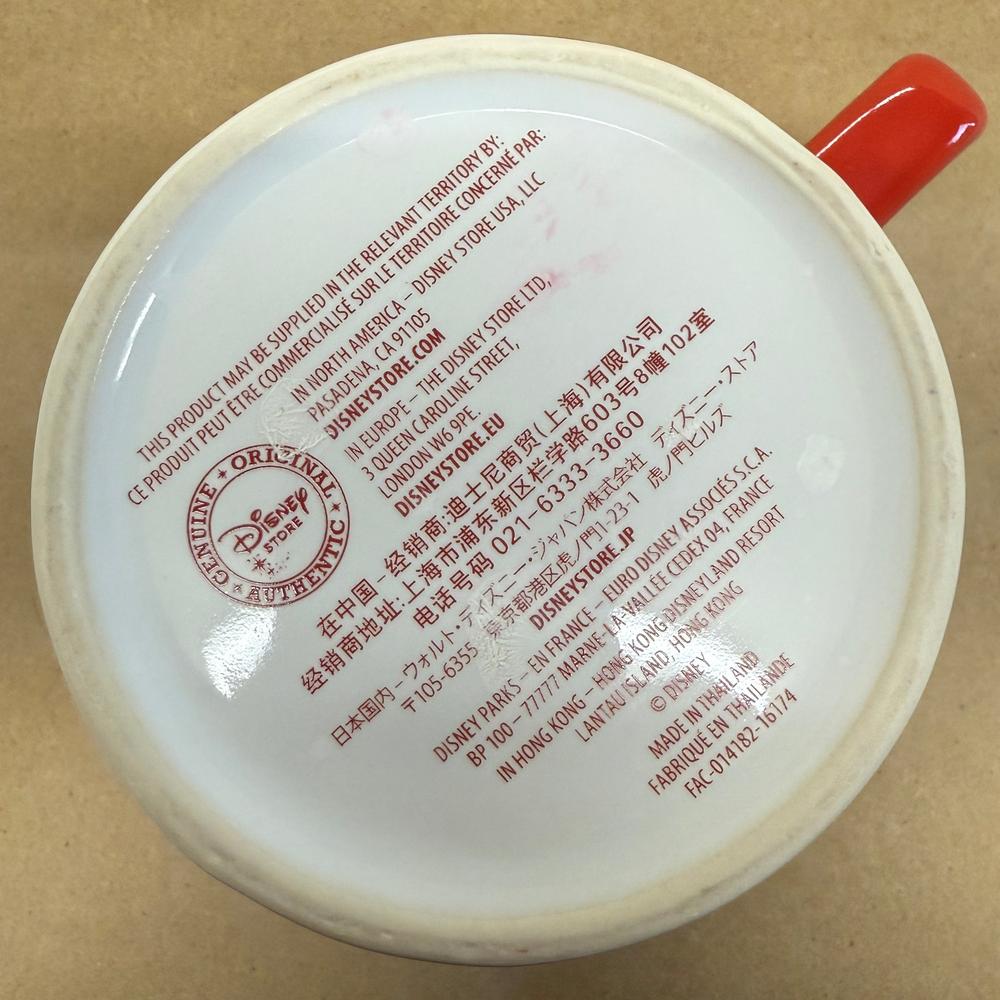 THIS PRODUCT MAY BE SUPPLIED IN THE RELEVANT TERRITORY BY:
CE PRODUIT PEUT ÊTRE COMMERCIALISÉ SUR LE TERRITOIRE CONCERNÉ PAR:
IN NORTH AMERICA – DISNEY STORE USA, LLC
PASADENA, CA 91105
DISNEYSTORE.COM
IN EUROPE – THE DISNEY STORE LTD,
3 QUEEN CAROLINE STREET,
LONDON W6 9PE.
DISNEYSTORE.EU
GENUINE ★ ORIGINAL ★ AUTHENTIC ★
Disney
STORE
在中国 – 经销商:迪士尼商贸(上海)有限公司
经销商地址:上海市浦东新区栏学路603号8幢102室
电话号码 021-6333-3660
日本国内 – ウォルト・ディズニー・ジャパン株式会社 ディズニー・ストア
〒105-6355 東京都港区虎ノ門1-23-1 虎ノ門ヒルズ
DISNEYSTORE.JP
DISNEY PARKS – EN FRANCE – EURO DISNEY ASSOCIÉS S.C.A.
BP 100 – 77777 MARNE-LA-VALLÉE CEDEX 04, FRANCE
IN HONG KONG – HONG KONG DISNEYLAND RESORT
LANTAU ISLAND, HONG KONG
© DISNEY
MADE IN THAILAND
FABRIQUÉ EN THAÏLANDE
FAC-014182-16174